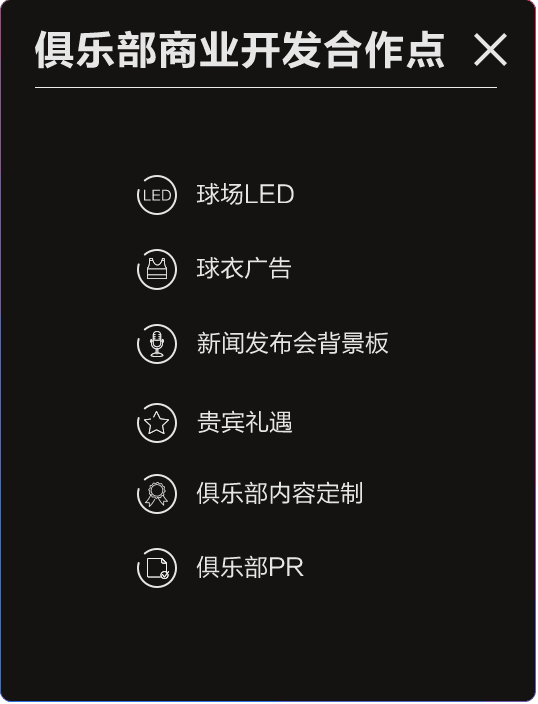 俱乐部商业开发合作点
LED 球场LED
球衣广告
新闻发布会背景板
贵宾礼遇
俱乐部内容定制
俱乐部PR